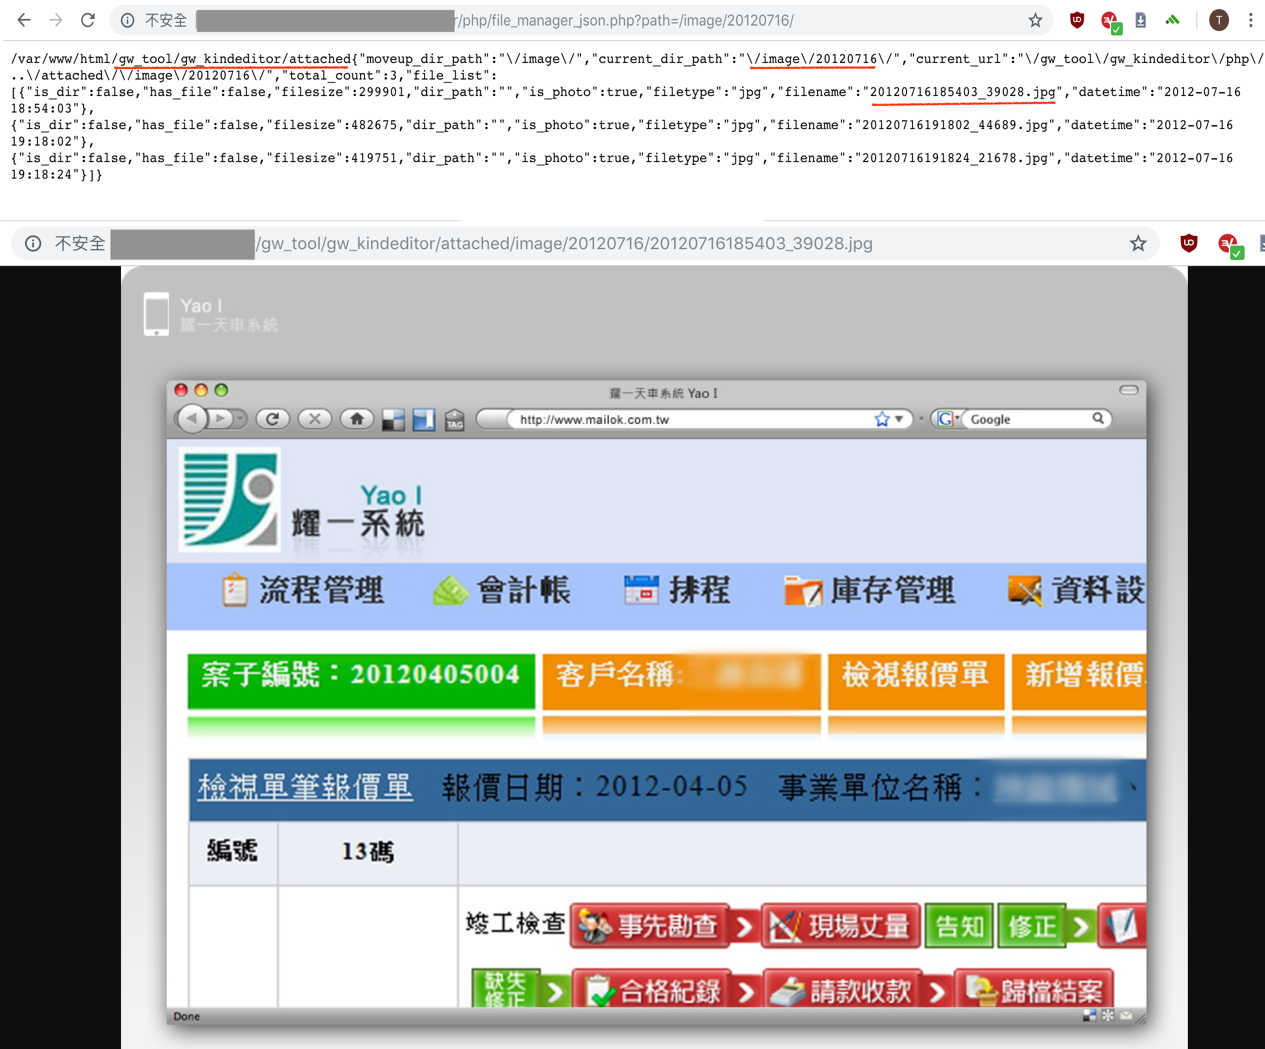 不安全 r/php/file_manager_json.php?path=/image/20120716/
/var/www/html/gw_tool/gw_kindeditor/attached{"moveup_dir_path":"\/image\/","current_dir_path":"\/image\/20120716\/","current_url":"\/gw_tool\/gw_kindeditor\/php\/
..\/attached\/\/image\/20120716\/","total_count":3,"file_list":
[{"is_dir":false,"has_file":false,"filesize":299901,"dir_path":"","is_photo":true,"filetype":"jpg","filename":"20120716185403_39028.jpg","datetime":"2012-07-16
18:54:03"},
{"is_dir":false,"has_file":false,"filesize":482675,"dir_path":"","is_photo":true,"filetype":"jpg","filename":"20120716191802_44689.jpg","datetime":"2012-07-16
19:18:02"},
{"is_dir":false,"has_file":false,"filesize":419751,"dir_path":"","is_photo":true,"filetype":"jpg","filename":"20120716191824_21678.jpg","datetime":"2012-07-16
19:18:24"}]}
不安全 /gw_tool/gw_kindeditor/attached/image/20120716/20120716185403_39028.jpg
Yao I
耀一天車系統
耀一天車系統 Yao I
http://www.mailok.com.tw
G Google
TAG
Yao I
耀一系統
流程管理 會計帳 排程 庫存管理 資料設
案子編號：20120405004 客戶名稱: 檢視報價單 新增報價
檢視單筆報價單 報價日期：2012-04-05 事業單位名稱： 、
編號 13碼
竣工檢查 事先勘查 現場丈量 告知 修正
缺失修正 合格紀錄 請款收款 歸檔結案
Done